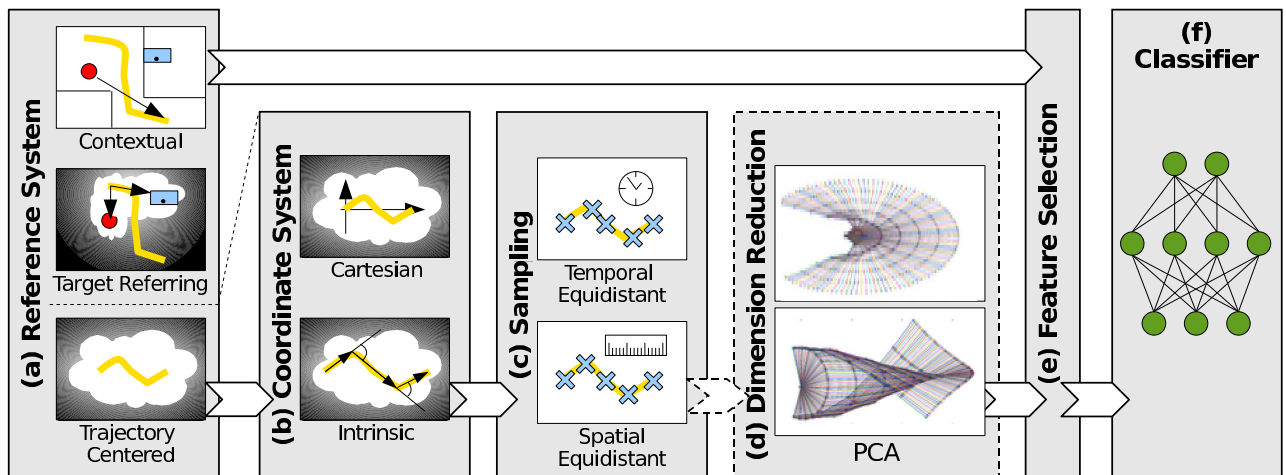 (a) Reference System
Contextual
Target Referring
Trajectory
Centered
(b) Coordinate System
Cartesian
Intrinsic
(c) Sampling
Temporal
Equidistant
Spatial
Equidistant
(d) Dimension Reduction
PCA
(e) Feature Selection
(f)
Classifier